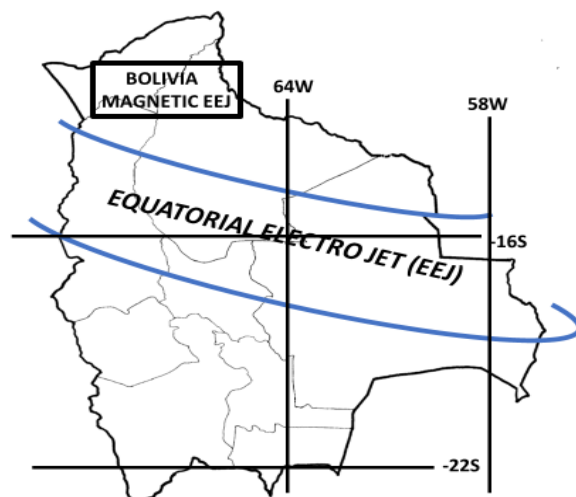 BOLIVIA
MAGNETIC EEJ
64W
58W
EQUATORIAL ELECTRO JET (EEJ)
-16S
-22S